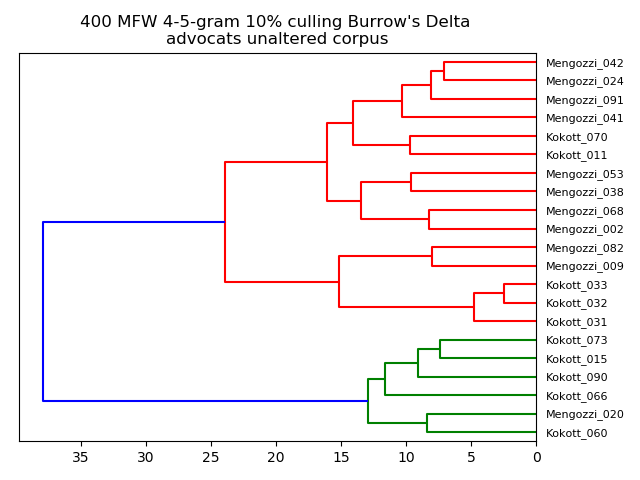 400 MFW 4-5-gram 10% culling Burrow's Delta
advocats unaltered corpus
Mengozzi_042
Mengozzi_024
Mengozzi_091
Mengozzi_041
Kokott_070
Kokott_011
Mengozzi_053
Mengozzi_038
Mengozzi_068
Mengozzi_002
Mengozzi_082
Mengozzi_009
Kokott_033
Kokott_032
Kokott_031
Kokott_073
Kokott_015
Kokott_090
Kokott_066
Mengozzi_020
Kokott_060
35 30 25 20 15 10 5 0